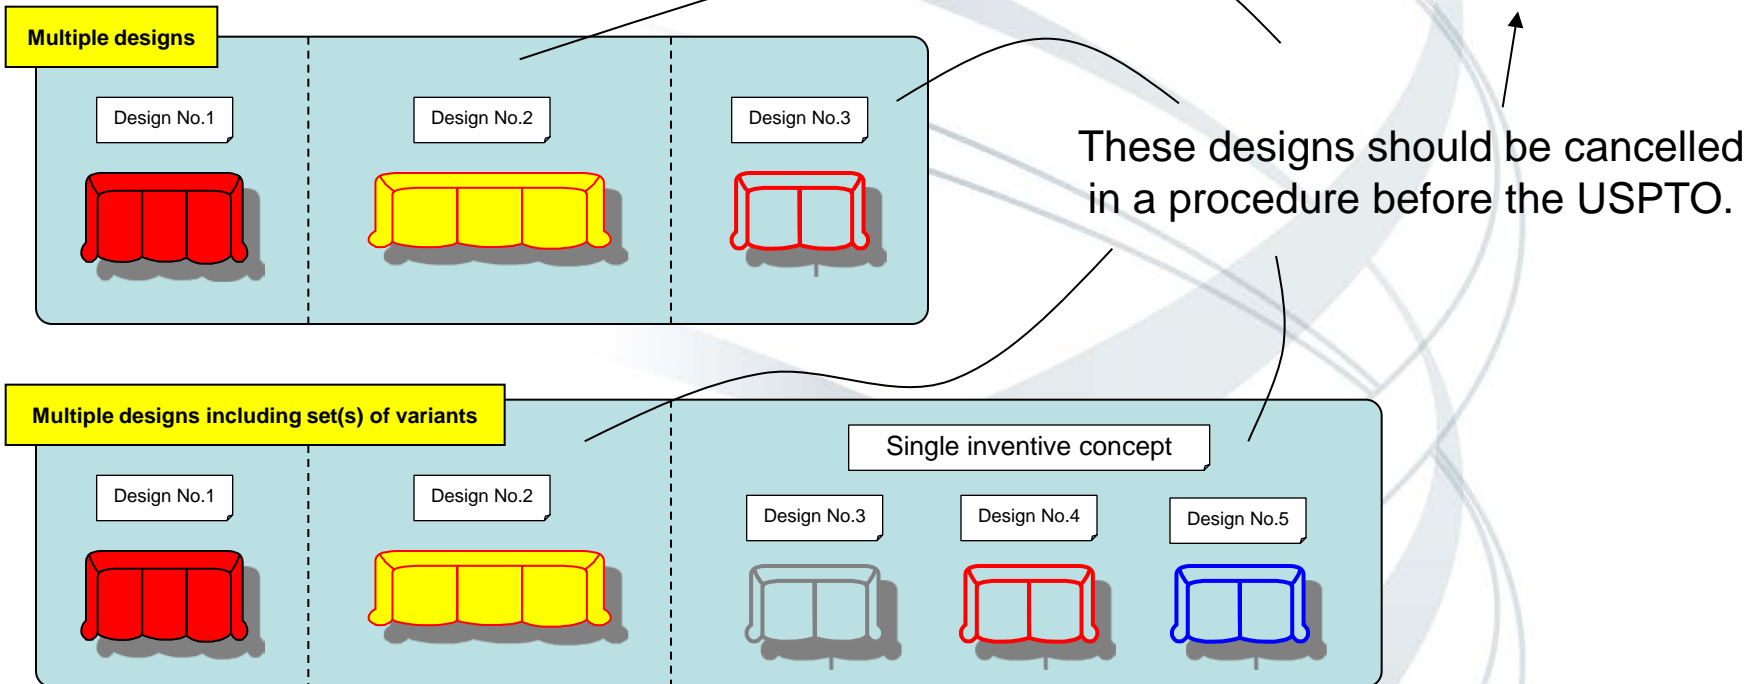 Multiple designs
Design No.1
Design No.2
Design No.3
These designs should be cancelled
in a procedure before the USPTO.
Multiple designs including set(s) of variants
Single inventive concept
Design No.1
Design No.2
Design No.3
Design No.4
Design No.5